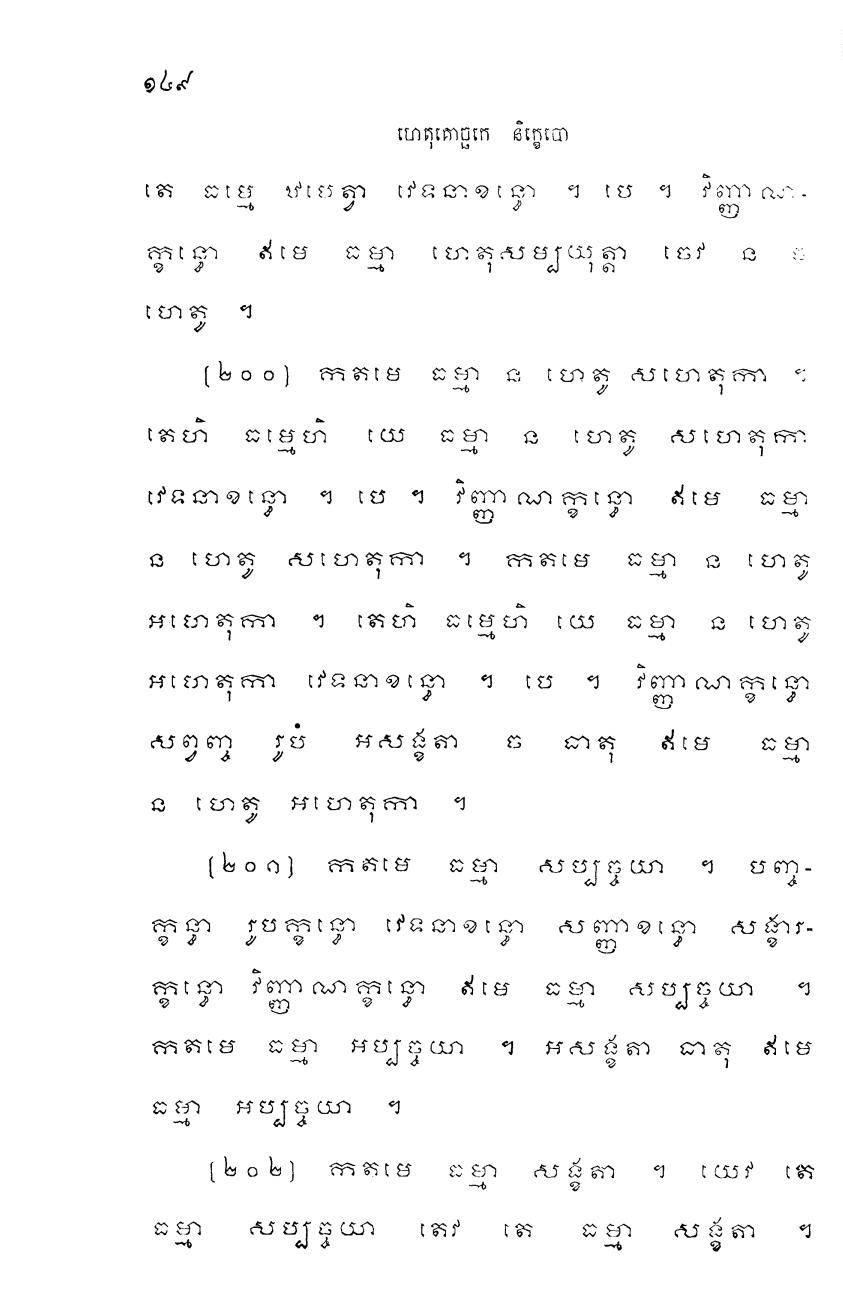 ១៤៩
ហេតុគោច្ឆកេ និក្ខេបោ
តេ ធម្មេ ឋបេត្វា វេទនាខន្ធោ ។ បេ ។ វិញ្ញាណ-
ក្ខន្ធោ ឥមេ ធម្មា ហេតុសម្បយុត្តា ចេវ ន ច
ហេតូ ។
(២០០) កតមេ ធម្មា ន ហេតូ សហេតុកា ។
តេហិ ធម្មេហិ យេ ធម្មា ន ហេតូ សហេតុកា
វេទនាខន្ធោ ។ បេ ។ វិញ្ញាណក្ខន្ធោ ឥមេ ធម្មា
ន ហេតូ សហេតុកា ។ កតមេ ធម្មា ន ហេតូ
អហេតុកា ។ តេហិ ធម្មេហិ យេ ធម្មា ន ហេតូ
អហេតុកា វេទនាខន្ធោ ។ បេ ។ វិញ្ញាណក្ខន្ធោ
សព្វញ្ច រូបំ អសង្ខតា ច ធាតុ ឥមេ ធម្មា
ន ហេតូ អហេតុកា ។
(២០១) កតមេ ធម្មា សប្បច្ចយា ។ បញ្ច-
ក្ខន្ធា រូបក្ខន្ធោ វេទនាខន្ធោ សញ្ញាខន្ធោ សង្ខារ-
ក្ខន្ធោ វិញ្ញាណក្ខន្ធោ ឥមេ ធម្មា សប្បច្ចយា ។
កតមេ ធម្មា អប្បច្ចយា ។ អសង្ខតា ធាតុ ឥមេ
ធម្មា អប្បច្ចយា ។
(២០២) កតមេ ធម្មា សង្ខតា ។ យេវ តេ
ធម្មា សប្បច្ចយា តេវ តេ ធម្មា សង្ខតា ។